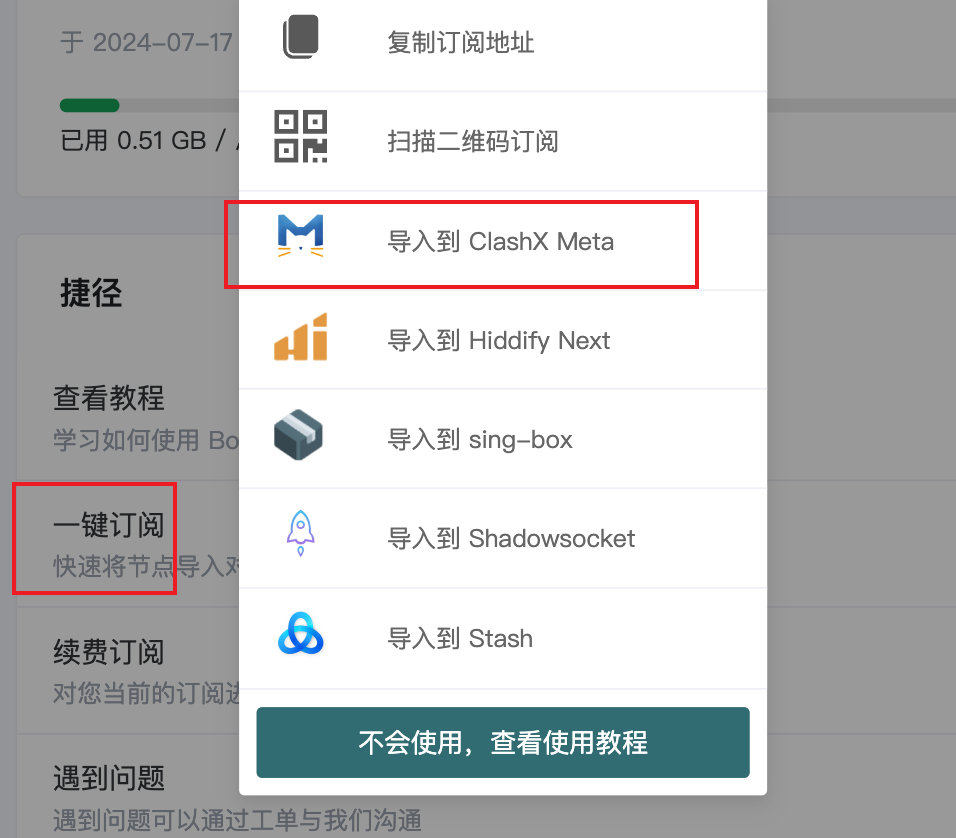 于 2024-07-17
已用 0.51 GB /
捷径
查看教程
学习如何使用 Bo
一键订阅
快速将节点导入对
续费订阅
对您当前的订阅进
遇到问题
遇到问题可以通过工单与我们沟通
复制订阅地址
扫描二维码订阅
导入到 ClashX Meta
导入到 Hiddify Next
导入到 sing-box
导入到 Shadowsocket
导入到 Stash
不会使用，查看使用教程